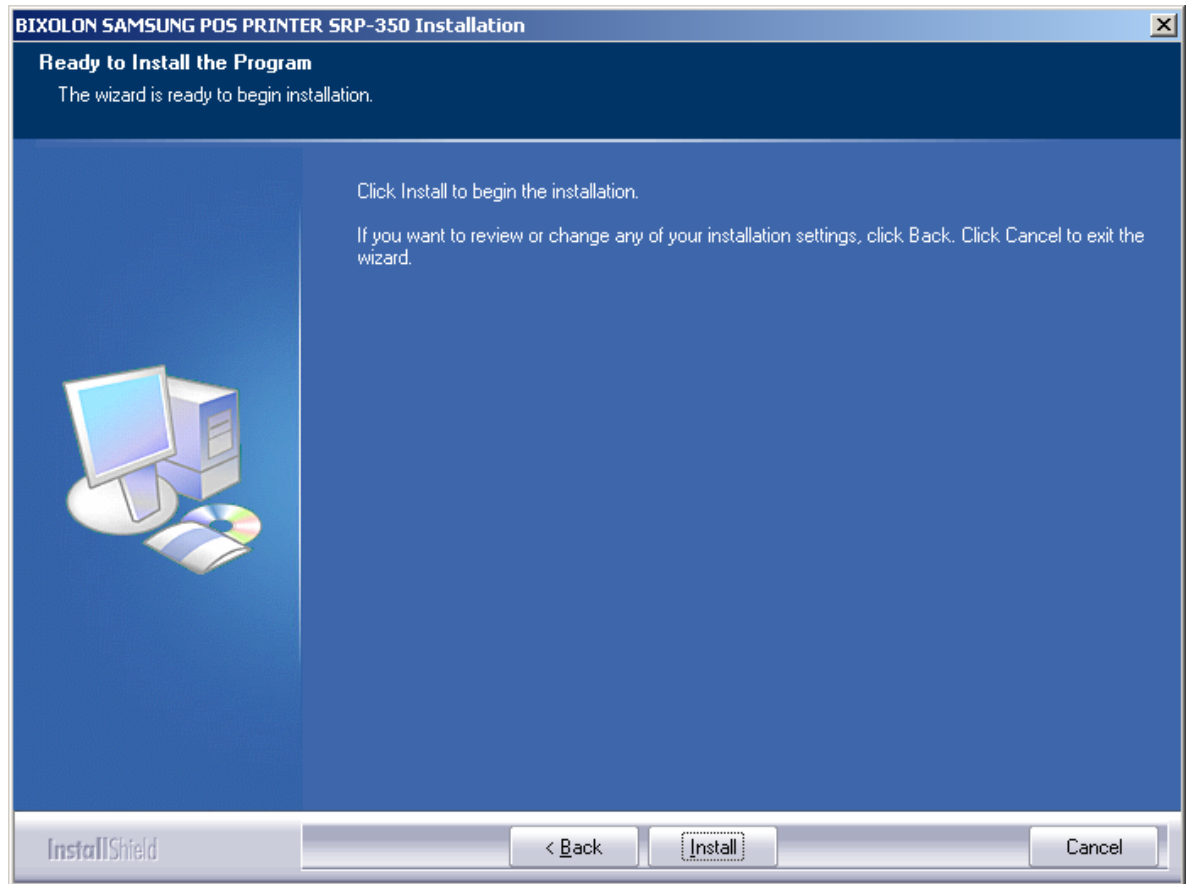 BIXOLON SAMSUNG POS PRINTER SRP-350 Installation
Ready to Install the Program
The wizard is ready to begin installation.
Click Install to begin the installation.
If you want to review or change any of your installation settings, click Back. Click Cancel to exit the
wizard.
InstallShield
< Back
Install
Cancel